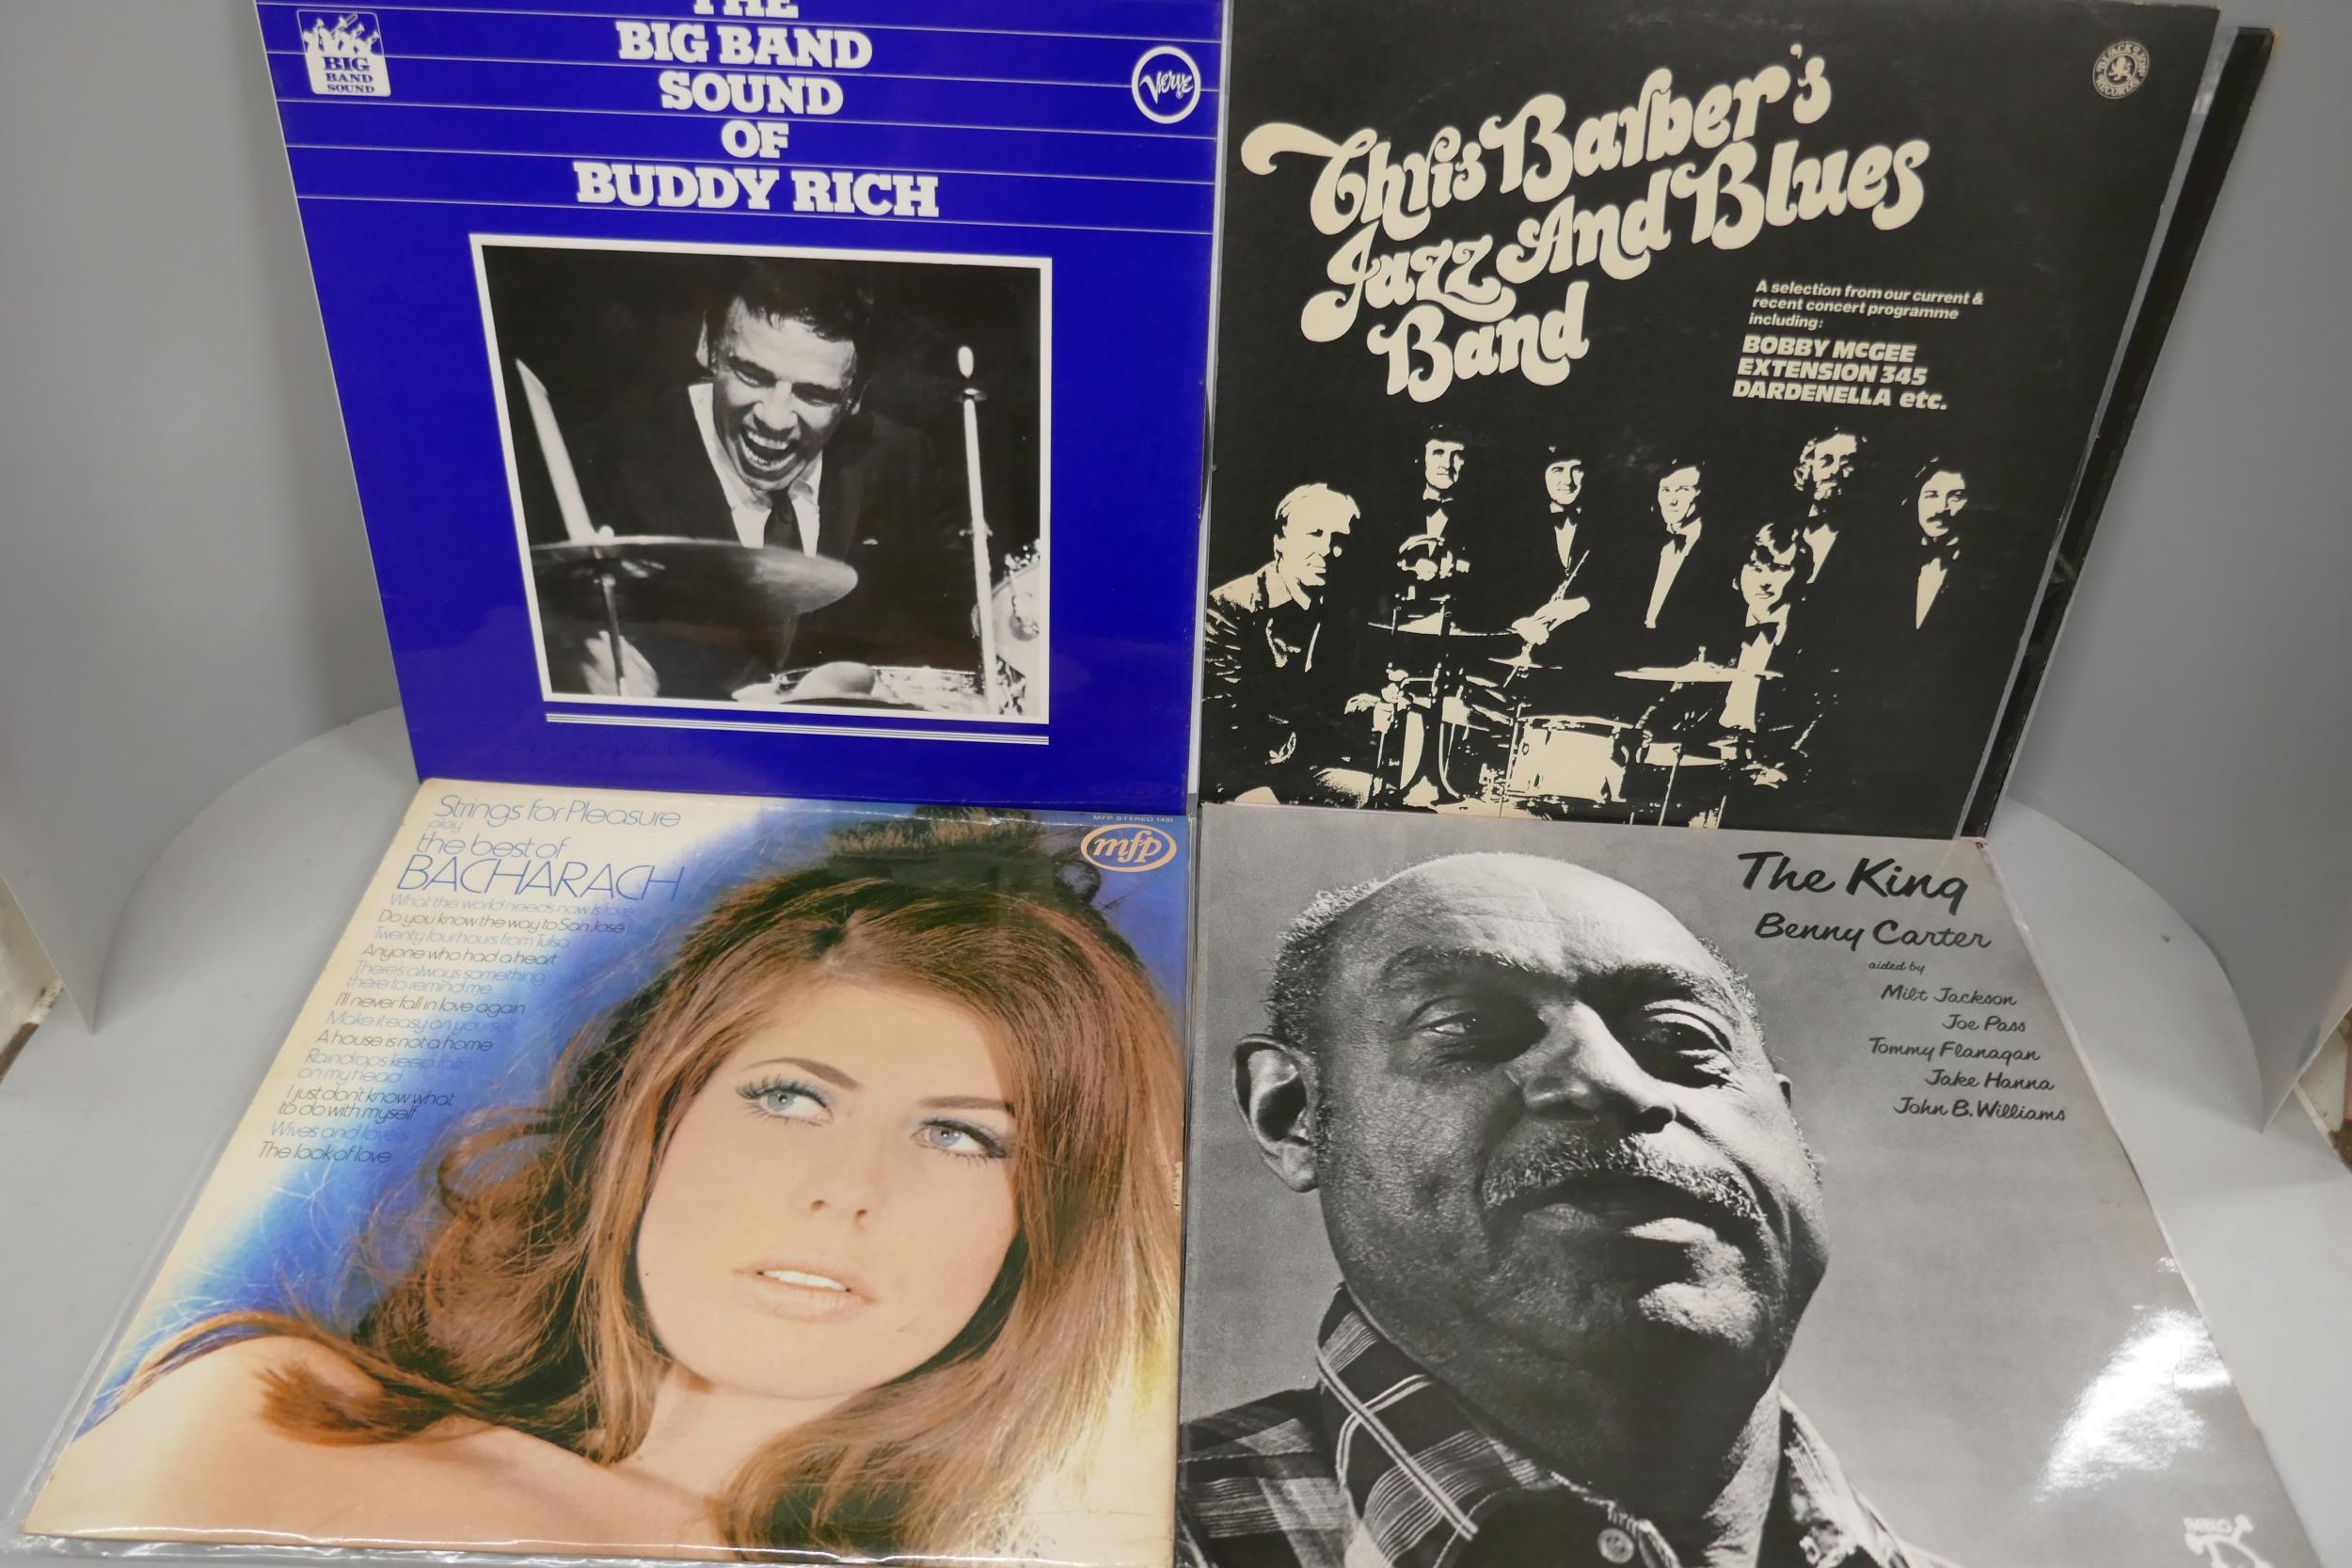 THE
BIG BAND
SOUND
OF
BUDDY RICH
BIG
BAND
SOUND
Verve
Chris Barber's
Jazz And Blues
Band
A selection from our current &
recent concert programme
including:
BOBBY MCGEE
EXTENSION 345
DARDENELLA etc.
BLACK LION
RECORDS
Strings for Pleasure
play
the best of
BACHARACH
What the world needs now is love
Do you know the way to San José
Twenty four hours from Tulsa
Anyone who had a heart
There's always something
there to remind me
I'll never fall in love again
Make it easy on yourself
A house is not a home
Raindrops keep fallin
on my head
I just don't know what
to do with myself
Wives and lovers
The look of love
MFP STEREO 1431
mfp
The King
Benny Carter
aided by
Milt Jackson
Joe Pass
Tommy Flanagan
Jake Hanna
John B. Williams